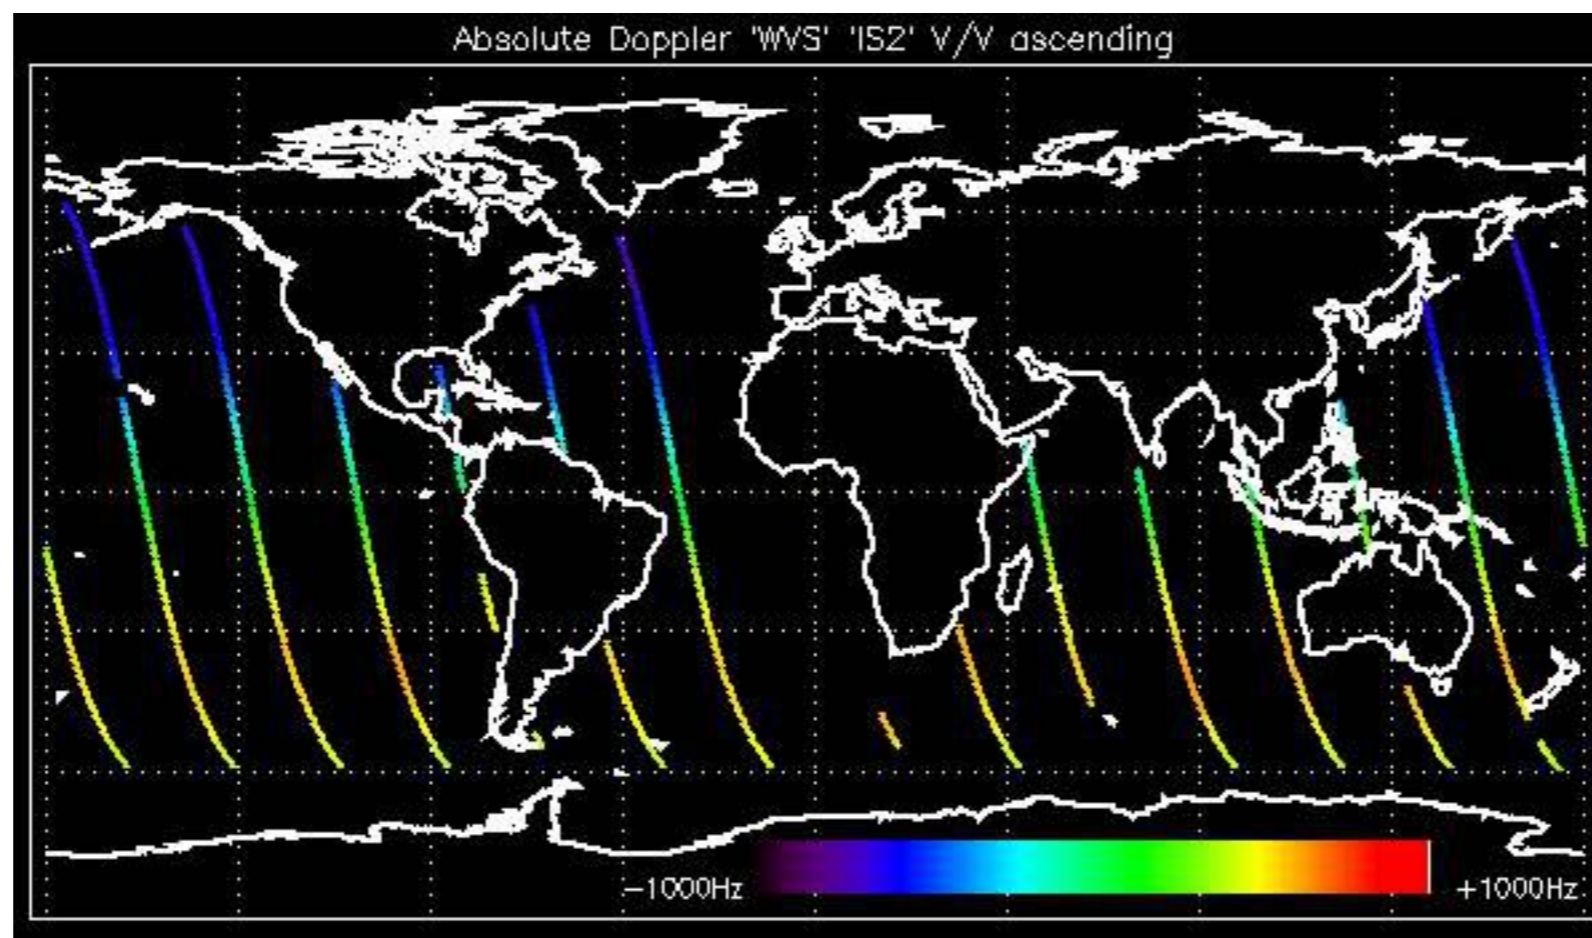 Absolute Doppler 'WVS' 'IS2' V/V ascending
-1000Hz
+1000Hz